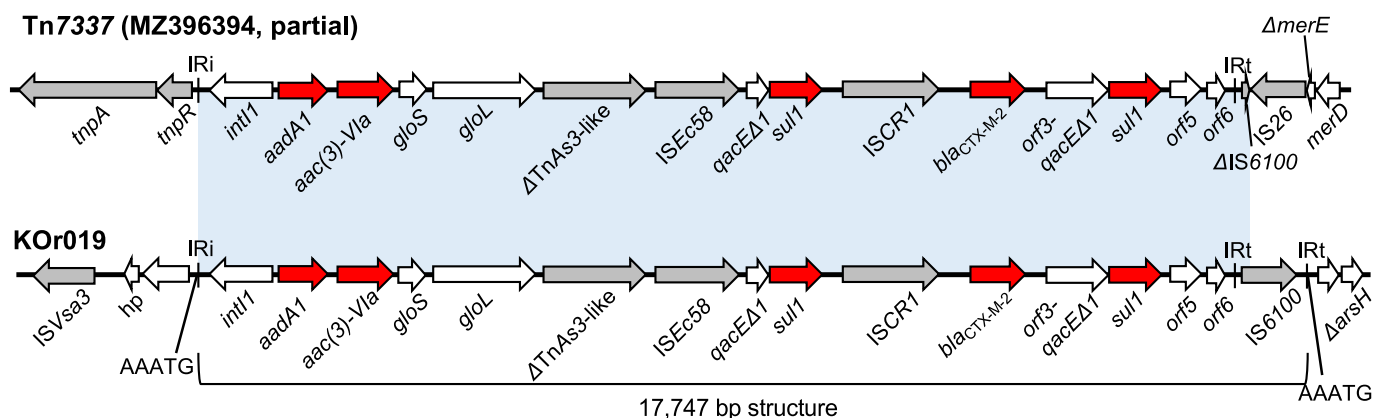 Tn7337 (MZ396394, partial)
ΔmerE
IRi
IRt
tnpA
tnpR
intI1
aadA1
aac(3)-VIa
gloS
gloL
ΔTnAs3-like
ISEc58
qacEΔ1
sul1
ISCR1
blaCTX-M-2
orf3-
qacEΔ1
sul1
orf5
orf6
ΔIS6100
IS26
merD
KOr019
IRi
IRt
IRt
ISVsa3
hp
intI1
aadA1
aac(3)-VIa
gloS
gloL
ΔTnAs3-like
ISEc58
qacEΔ1
sul1
ISCR1
blaCTX-M-2
orf3-
qacEΔ1
sul1
orf5
orf6
IS6100
ΔarsH
AAATG
AAATG
17,747 bp structure